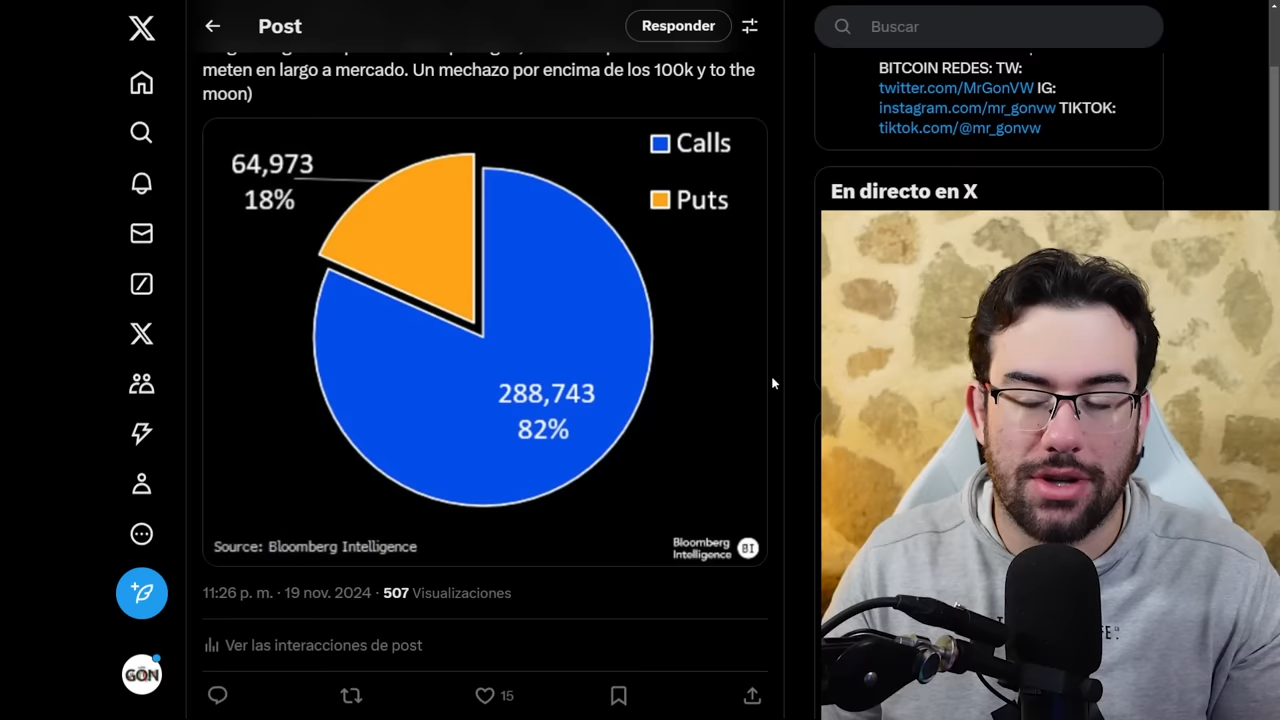 Post
Responder
Buscar
meten en largo a mercado. Un mechazo por encima de los 100k y to the
moon)
64,973
18%
Calls
Puts
288,743
82%
Source: Bloomberg Intelligence
Bloomberg
Intelligence
BI
11:26 p. m. · 19 nov. 2024 · 507 Visualizaciones
Ver las interacciones de post
15
GON
BITCOIN REDES: TW:
twitter.com/MrGonVW IG:
instagram.com/mr_gonvw TIKTOK:
tiktok.com/@mr_gonvw
En directo en X